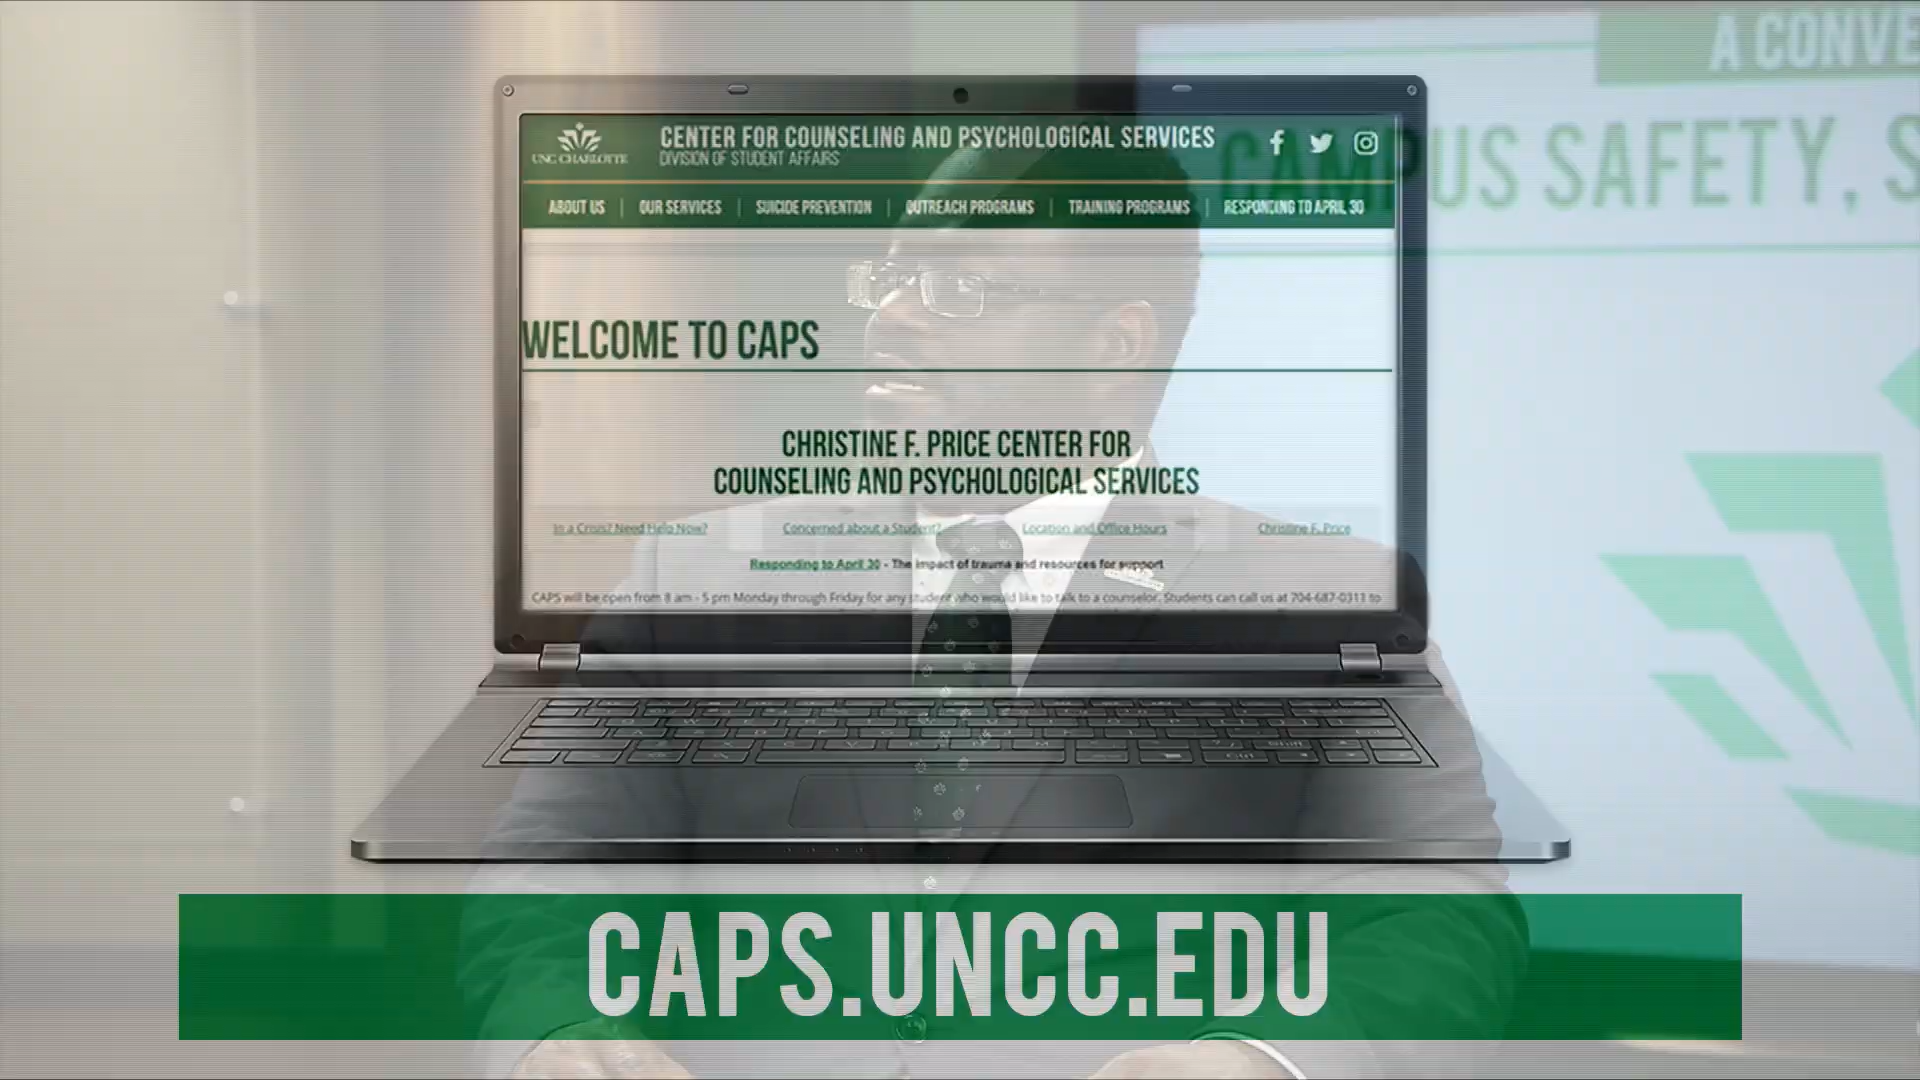 A CONVE
CAMPUS SAFETY, S
UNC CHARLOTTE
CENTER FOR COUNSELING AND PSYCHOLOGICAL SERVICES
DIVISION OF STUDENT AFFAIRS
ABOUT US | OUR SERVICES | SUICIDE PREVENTION | OUTREACH PROGRAMS | TRAINING PROGRAMS | RESPONDING TO APRIL 30
WELCOME TO CAPS
CHRISTINE F. PRICE CENTER FOR
COUNSELING AND PSYCHOLOGICAL SERVICES
In a Crisis? Need Help Now? Concerned about a Student? Location and Office Hours Christine F. Price
Responding to April 30 - The impact of trauma and resources for support
CAPS will be open from 8 am - 5 pm Monday through Friday for any student who would like to talk to a counselor. Students can call us at 704-687-0311 to
CAPS.UNCC.EDU